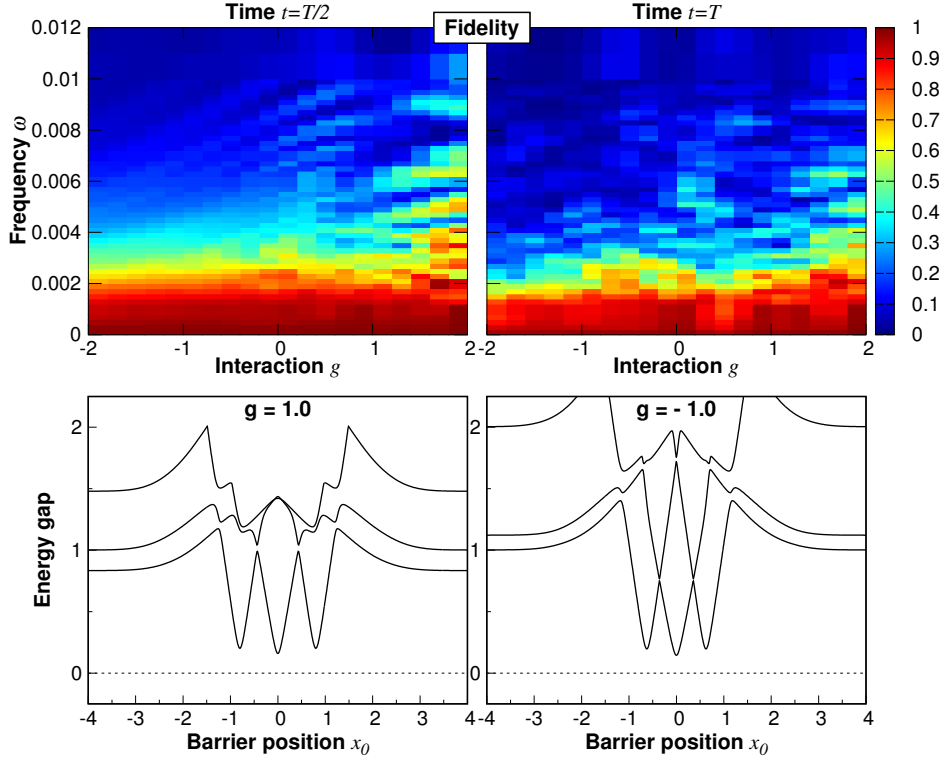 Time t=T/2
Fidelity
Time t=T
Frequency ω
0.012
0.01
0.008
0.006
0.004
0.002
0
-2 -1 0 1 2
Interaction g
-2 -1 0 1 2
Interaction g
1
0.9
0.8
0.7
0.6
0.5
0.4
0.3
0.2
0.1
0
g = 1.0
Energy gap
2
1
0
-4 -3 -2 -1 0 1 2 3 4
Barrier position x0
g = - 1.0
2
1
0
-4 -3 -2 -1 0 1 2 3 4
Barrier position x0